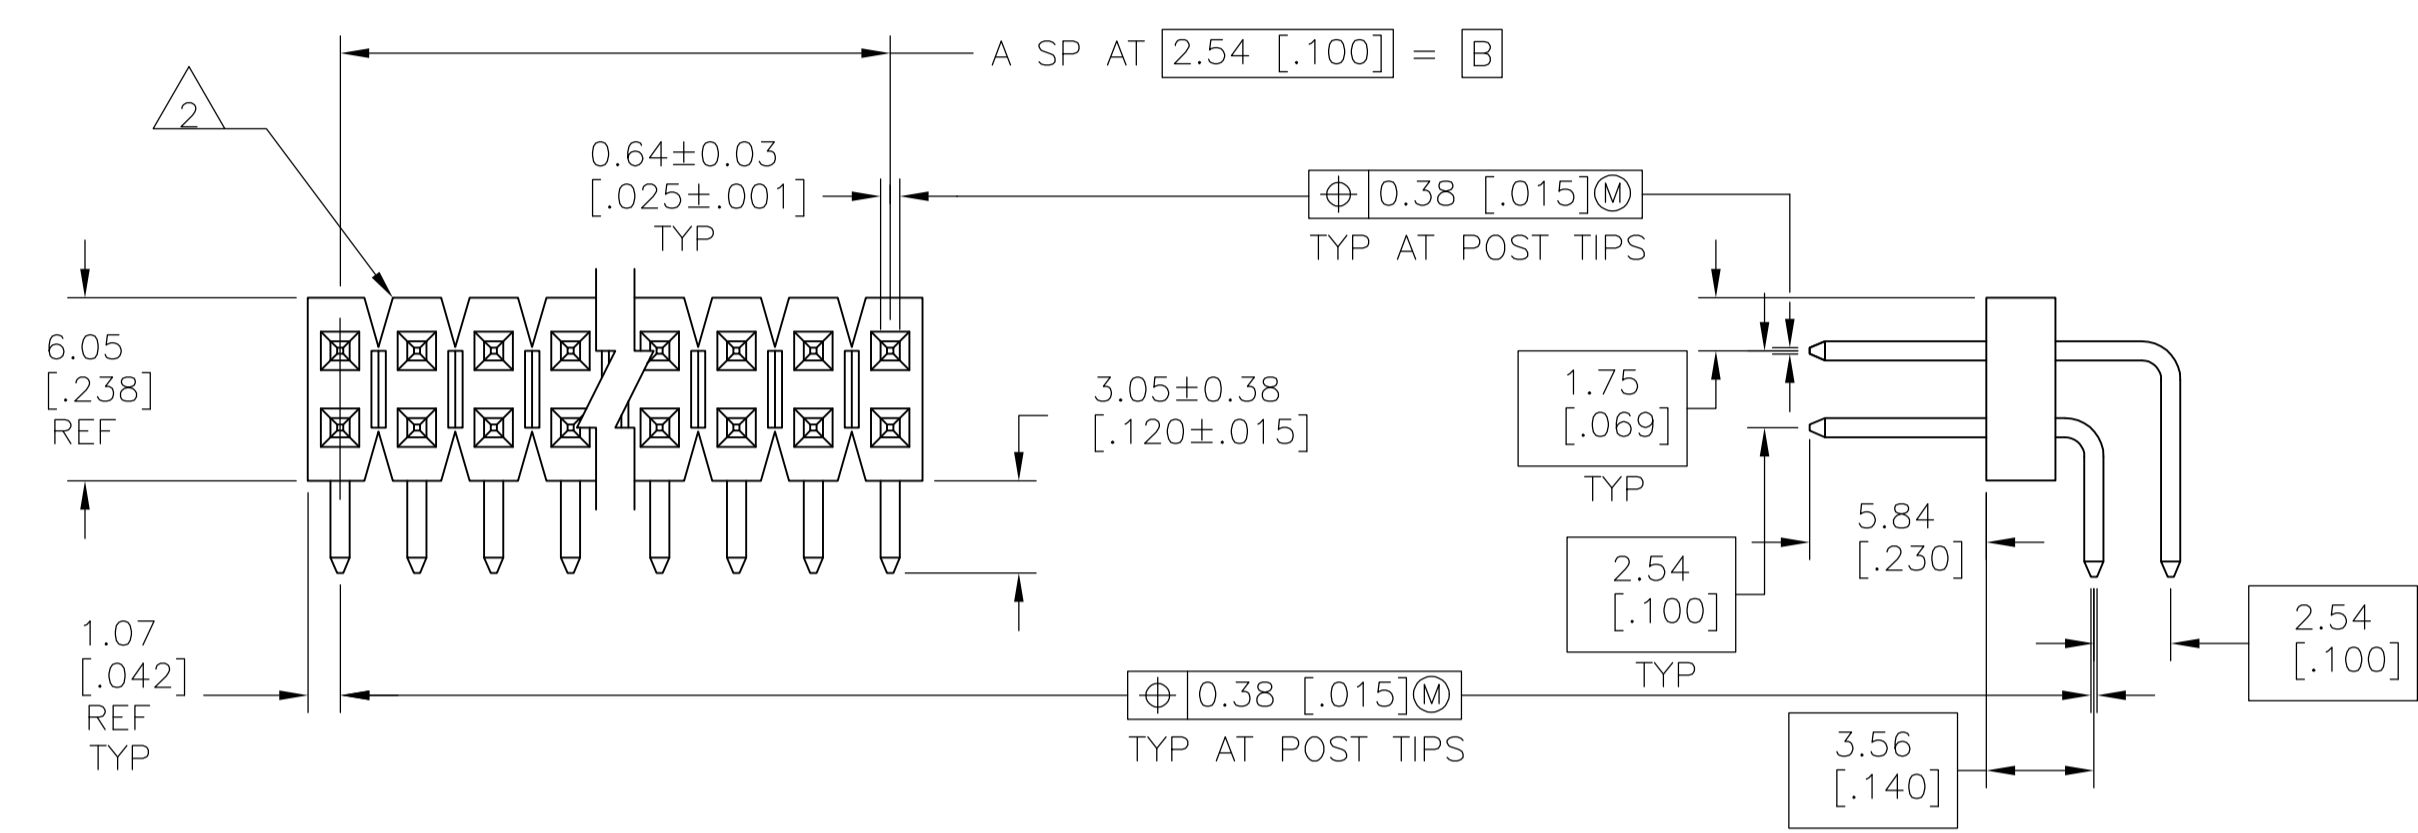 A SP AT 2.54 [.100] = B
2
0.64±0.03
[.025±.001]
TYP
⌖ 0.38 [.015]Ⓜ
TYP AT POST TIPS
6.05
[.238]
REF
3.05±0.38
[.120±.015]
1.75
[.069]
TYP
5.84
[.230]
2.54
[.100]
TYP
2.54
[.100]
1.07
[.042]
REF
TYP
⌖ 0.38 [.015]Ⓜ
TYP AT POST TIPS
3.56
[.140]